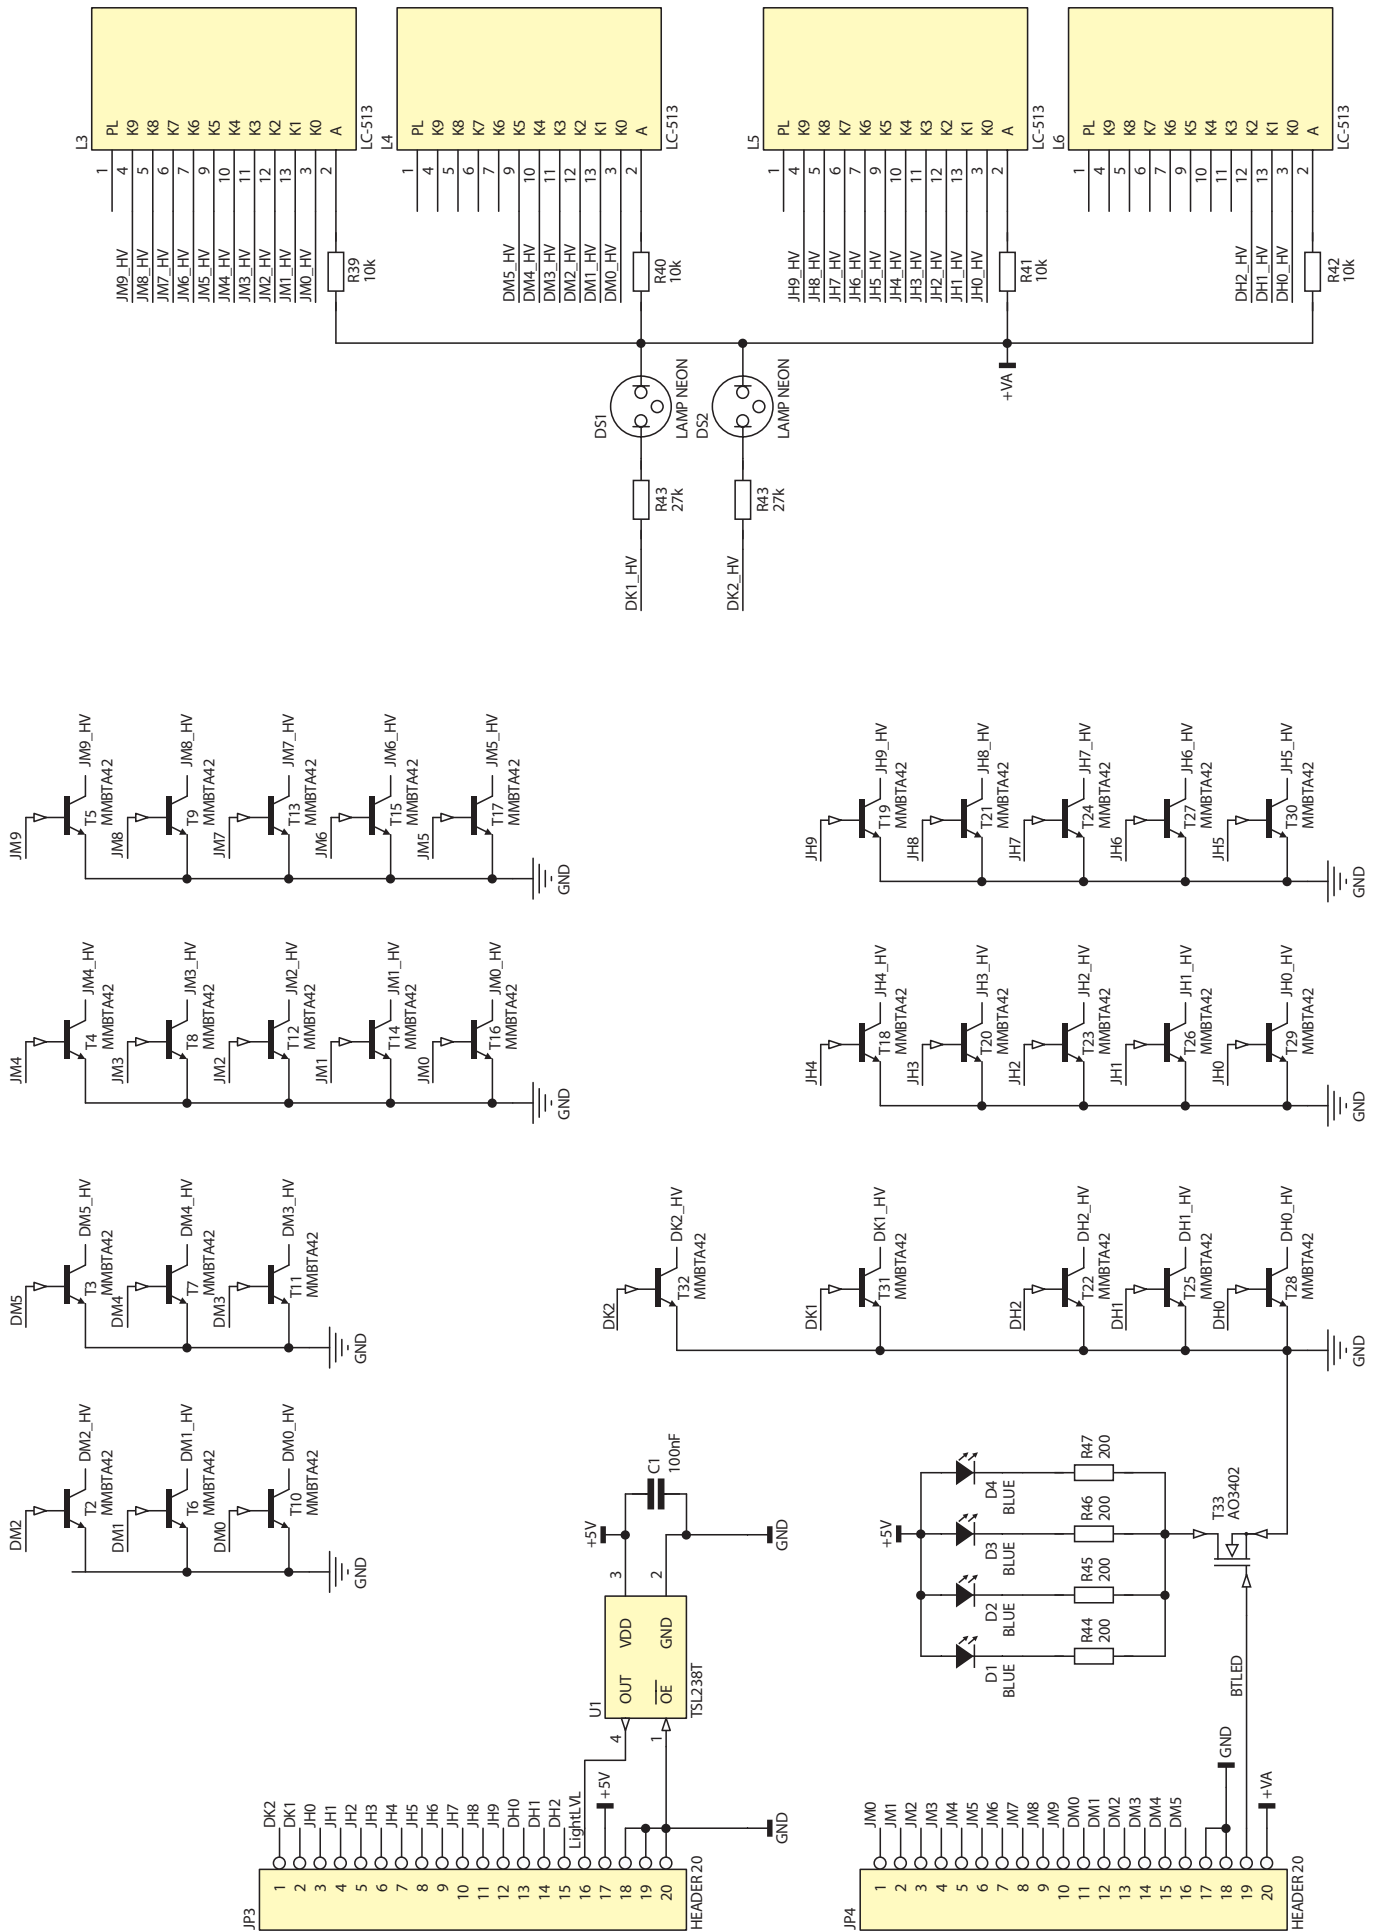 L3
PL
K9
K8
K7
K6
K5
K4
K3
K2
K1
K0
A
LC-513
1
4
5
6
7
9
10
11
12
13
3
2
JM9_HV
JM8_HV
JM7_HV
JM6_HV
JM5_HV
JM4_HV
JM3_HV
JM2_HV
JM1_HV
JM0_HV
R39
10k
L4
PL
K9
K8
K7
K6
K5
K4
K3
K2
K1
K0
A
LC-513
1
4
5
6
7
9
10
11
12
13
3
2
DM5_HV
DM4_HV
DM3_HV
DM2_HV
DM1_HV
DM0_HV
R40
10k
L5
PL
K9
K8
K7
K6
K5
K4
K3
K2
K1
K0
A
LC-513
1
4
5
6
7
9
10
11
12
13
3
2
JH9_HV
JH8_HV
JH7_HV
JH6_HV
JH5_HV
JH4_HV
JH3_HV
JH2_HV
JH1_HV
JH0_HV
R41
10k
L6
PL
K9
K8
K7
K6
K5
K4
K3
K2
K1
K0
A
LC-513
1
4
5
6
7
9
10
11
12
13
3
2
DH2_HV
DH1_HV
DH0_HV
R42
10k
+VA
DS1
LAMP NEON
R43
27k
DK1_HV
DS2
LAMP NEON
R43
27k
DK2_HV
JM9
T5
MMBTA42
JM9_HV
JM8
T9
MMBTA42
JM8_HV
JM7
T13
MMBTA42
JM7_HV
JM6
T15
MMBTA42
JM6_HV
JM5
T17
MMBTA42
JM5_HV
GND
JH9
T19
MMBTA42
JH9_HV
JH8
T21
MMBTA42
JH8_HV
JH7
T24
MMBTA42
JH7_HV
JH6
T27
MMBTA42
JH6_HV
JH5
T30
MMBTA42
JH5_HV
GND
JM4
T4
MMBTA42
JM4_HV
JM3
T8
MMBTA42
JM3_HV
JM2
T12
MMBTA42
JM2_HV
JM1
T14
MMBTA42
JM1_HV
JM0
T16
MMBTA42
JM0_HV
GND
JH4
T18
MMBTA42
JH4_HV
JH3
T20
MMBTA42
JH3_HV
JH2
T23
MMBTA42
JH2_HV
JH1
T26
MMBTA42
JH1_HV
JH0
T29
MMBTA42
JH0_HV
GND
DM5
T3
MMBTA42
DM5_HV
DM4
T7
MMBTA42
DM4_HV
DM3
T11
MMBTA42
DM3_HV
GND
DK2
T32
MMBTA42
DK2_HV
DK1
T31
MMBTA42
DK1_HV
DH2
T22
MMBTA42
DH2_HV
DH1
T25
MMBTA42
DH1_HV
DH0
T28
MMBTA42
DH0_HV
GND
DM2
T2
MMBTA42
DM2_HV
DM1
T6
MMBTA42
DM1_HV
DM0
T10
MMBTA42
DM0_HV
GND
C1
100nF
+5V
GND
3
2
U1
OUT
VDD
OE
GND
TSL238T
4
1
+5V
D4
BLUE
D3
BLUE
D2
BLUE
D1
BLUE
R47
200
R46
200
R45
200
R44
200
T33
AO3402
BTLED
JP3
1
2
3
4
5
6
7
8
9
10
11
12
13
14
15
16
17
18
19
20
HEADER 20
DK2
DK1
JH0
JH1
JH2
JH3
JH4
JH5
JH6
JH7
JH8
JH9
DH0
DH1
DH2
LightLVL
+5V
GND
JP4
1
2
3
4
5
6
7
8
9
10
11
12
13
14
15
16
17
18
19
20
HEADER 20
JM0
JM1
JM2
JM3
JM4
JM5
JM6
JM7
JM8
JM9
DM0
DM1
DM2
DM3
DM4
DM5
GND
+VA